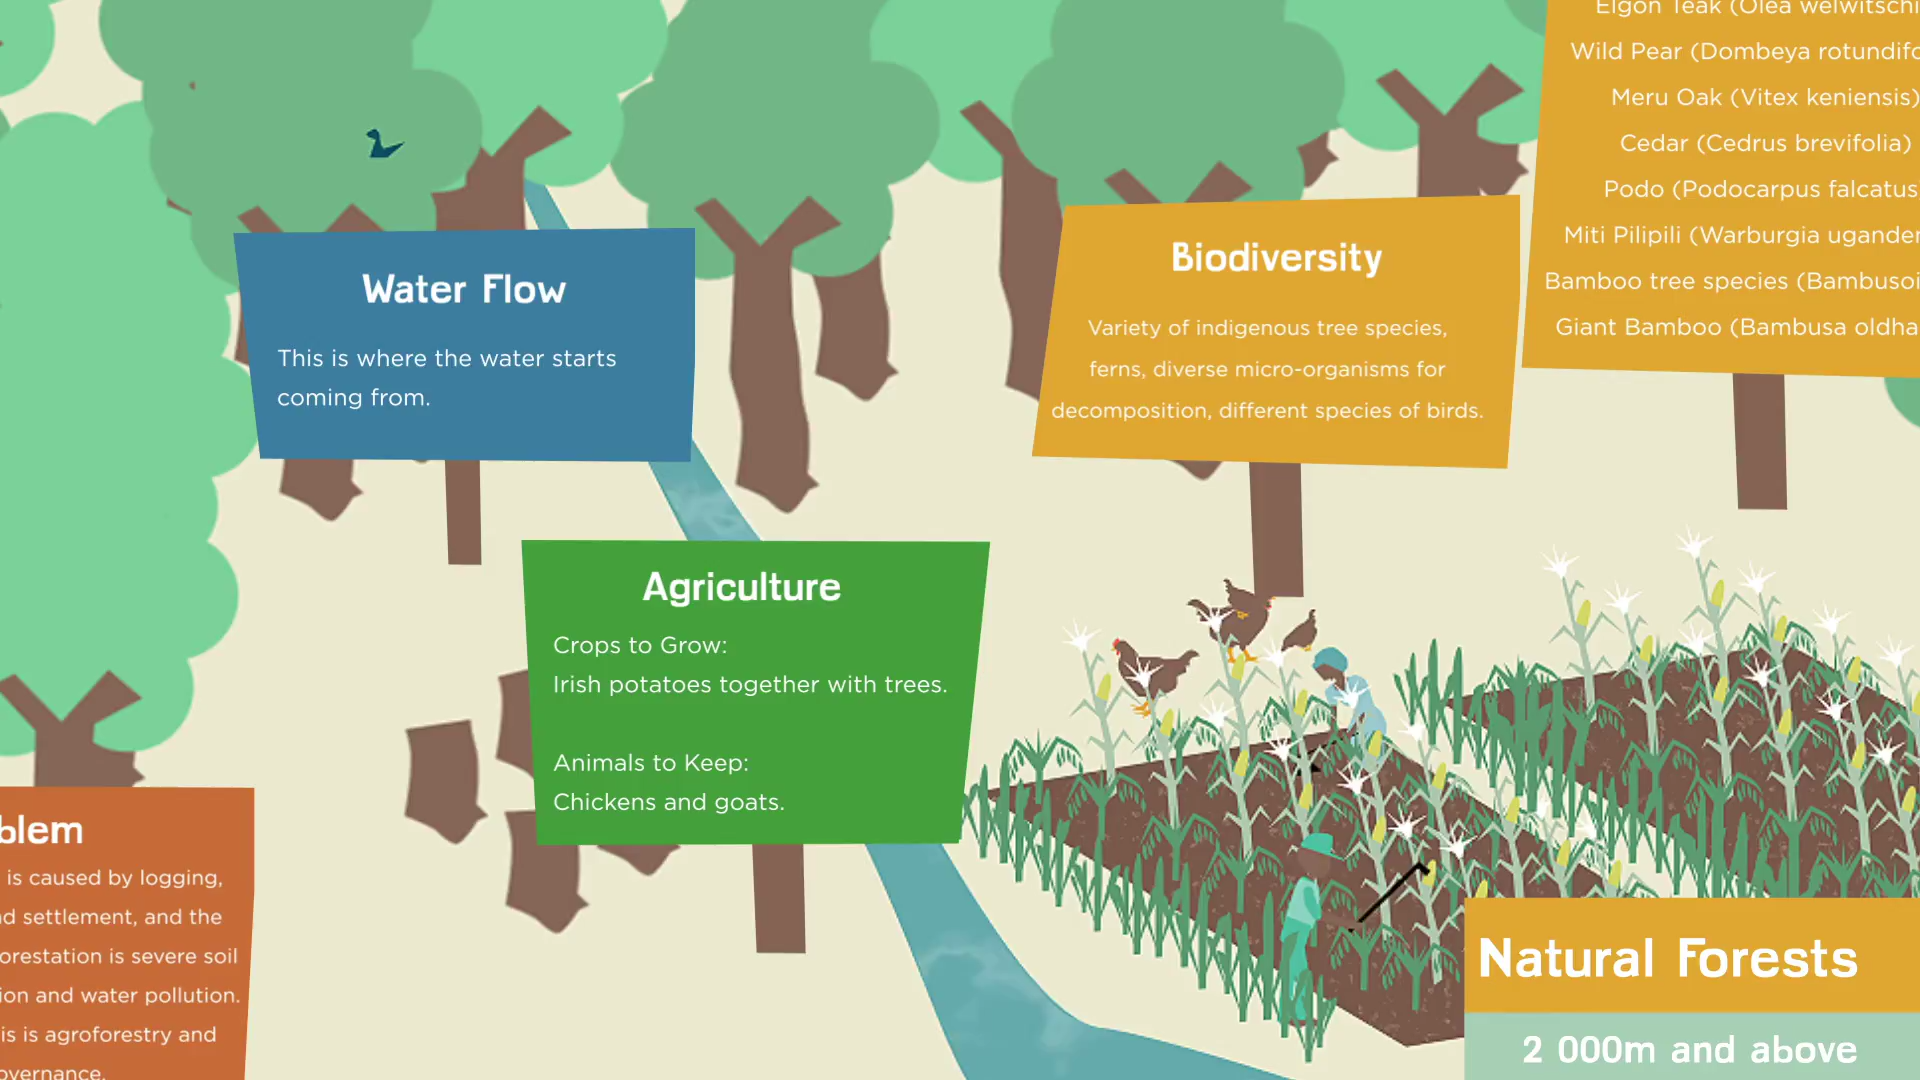 Elgon Teak (Olea welwitschi
Wild Pear (Dombeya rotundifo
Meru Oak (Vitex keniensis)
Cedar (Cedrus brevifolia)
Podo (Podocarpus falcatus
Miti Pilipili (Warburgia uganden
Bamboo tree species (Bambusoi
Giant Bamboo (Bambusa oldha
Biodiversity
Variety of indigenous tree species,
ferns, diverse micro-organisms for
decomposition, different species of birds.
Water Flow
This is where the water starts
coming from.
Agriculture
Crops to Grow:
Irish potatoes together with trees.
Animals to Keep:
Chickens and goats.
blem
is caused by logging,
d settlement, and the
orestation is severe soil
ion and water pollution.
is is agroforestry and
overnance.
Natural Forests
2 000m and above